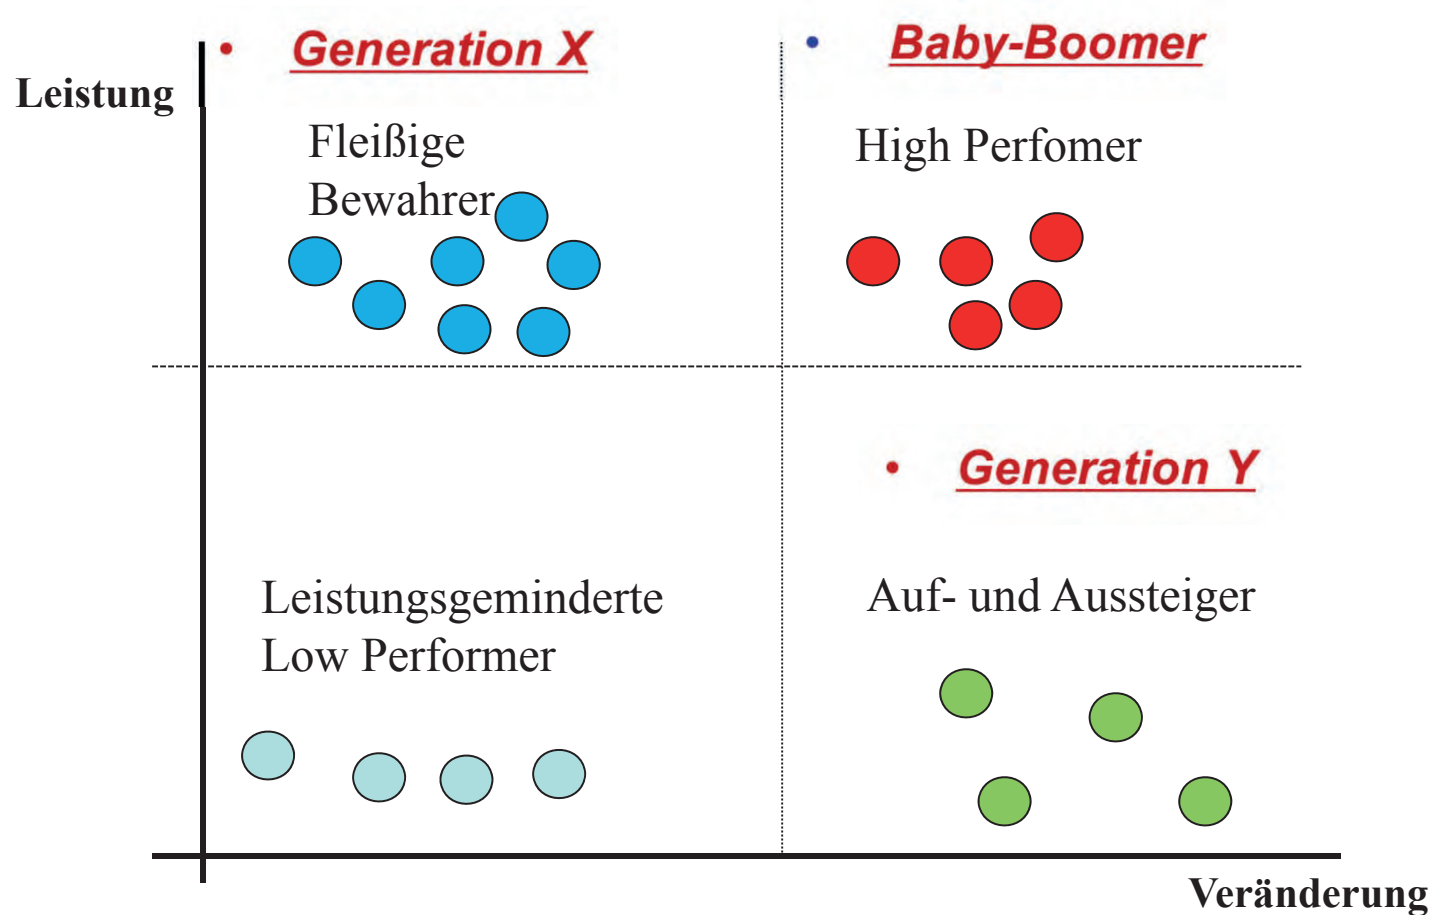 Leistung
• Generation X
Fleißige
Bewahrer
• Baby-Boomer
High Perfomer
Leistungsgeminderte
Low Performer
• Generation Y
Auf- und Aussteiger
Veränderung